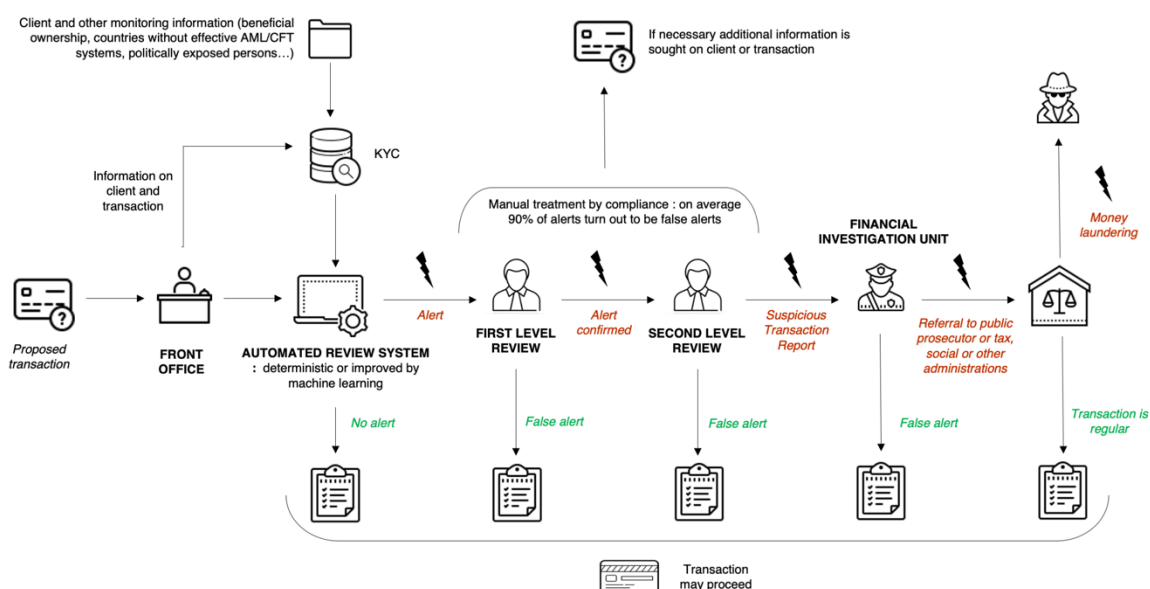 Client and other monitoring information (beneficial
ownership, countries without effective AML/CFT
systems, politically exposed persons…)
If necessary additional information is
sought on client or transaction
KYC
Information on
client and
transaction
Manual treatment by compliance : on average
90% of alerts turn out to be false alerts
FINANCIAL
INVESTIGATION UNIT
Money
laundering
Proposed
transaction
FRONT
OFFICE
AUTOMATED REVIEW SYSTEM
: deterministic or improved by
machine learning
Alert
FIRST LEVEL
REVIEW
Alert
confirmed
SECOND LEVEL
REVIEW
Suspicious
Transaction
Report
Referral to public
prosecutor or tax,
social or other
administrations
No alert
False alert
False alert
False alert
Transaction is
regular
Transaction
may proceed